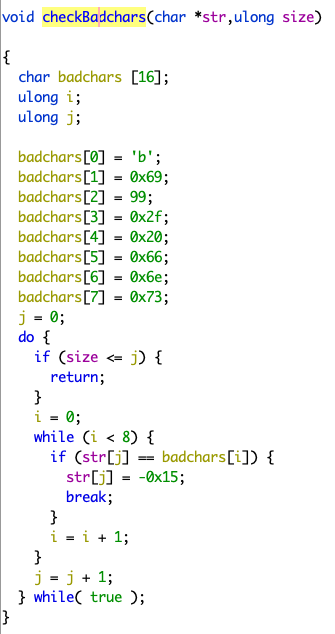 void checkBadchars(char *str,ulong size)
{
char badchars [16];
ulong i;
ulong j;
badchars[0] = 'b';
badchars[1] = 0x69;
badchars[2] = 99;
badchars[3] = 0x2f;
badchars[4] = 0x20;
badchars[5] = 0x66;
badchars[6] = 0x6e;
badchars[7] = 0x73;
j = 0;
do {
if (size <= j) {
return;
}
i = 0;
while (i < 8) {
if (str[j] == badchars[i]) {
str[j] = -0x15;
break;
}
i = i + 1;
}
j = j + 1;
} while( true );
}